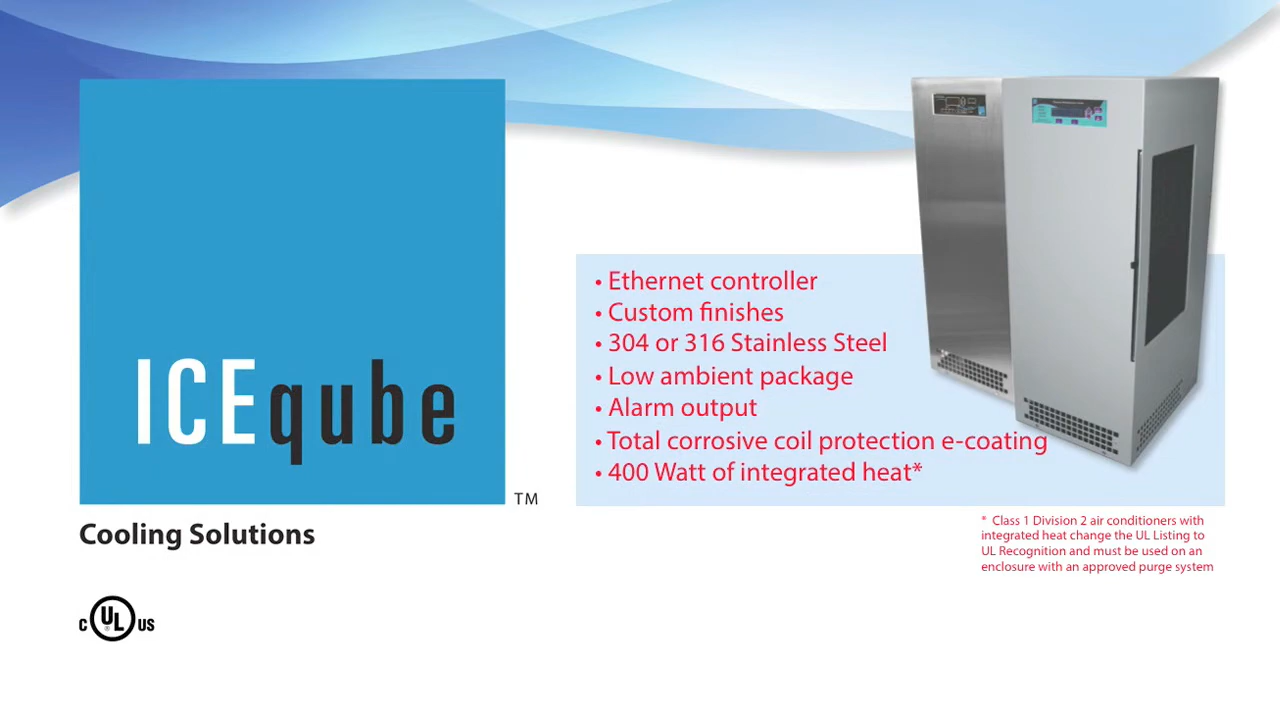 ICEqube
TM
Cooling Solutions
• Ethernet controller
• Custom finishes
• 304 or 316 Stainless Steel
• Low ambient package
• Alarm output
• Total corrosive coil protection e-coating
• 400 Watt of integrated heat*
* Class 1 Division 2 air conditioners with
integrated heat change the UL Listing to
UL Recognition and must be used on an
enclosure with an approved purge system
C UL ® US